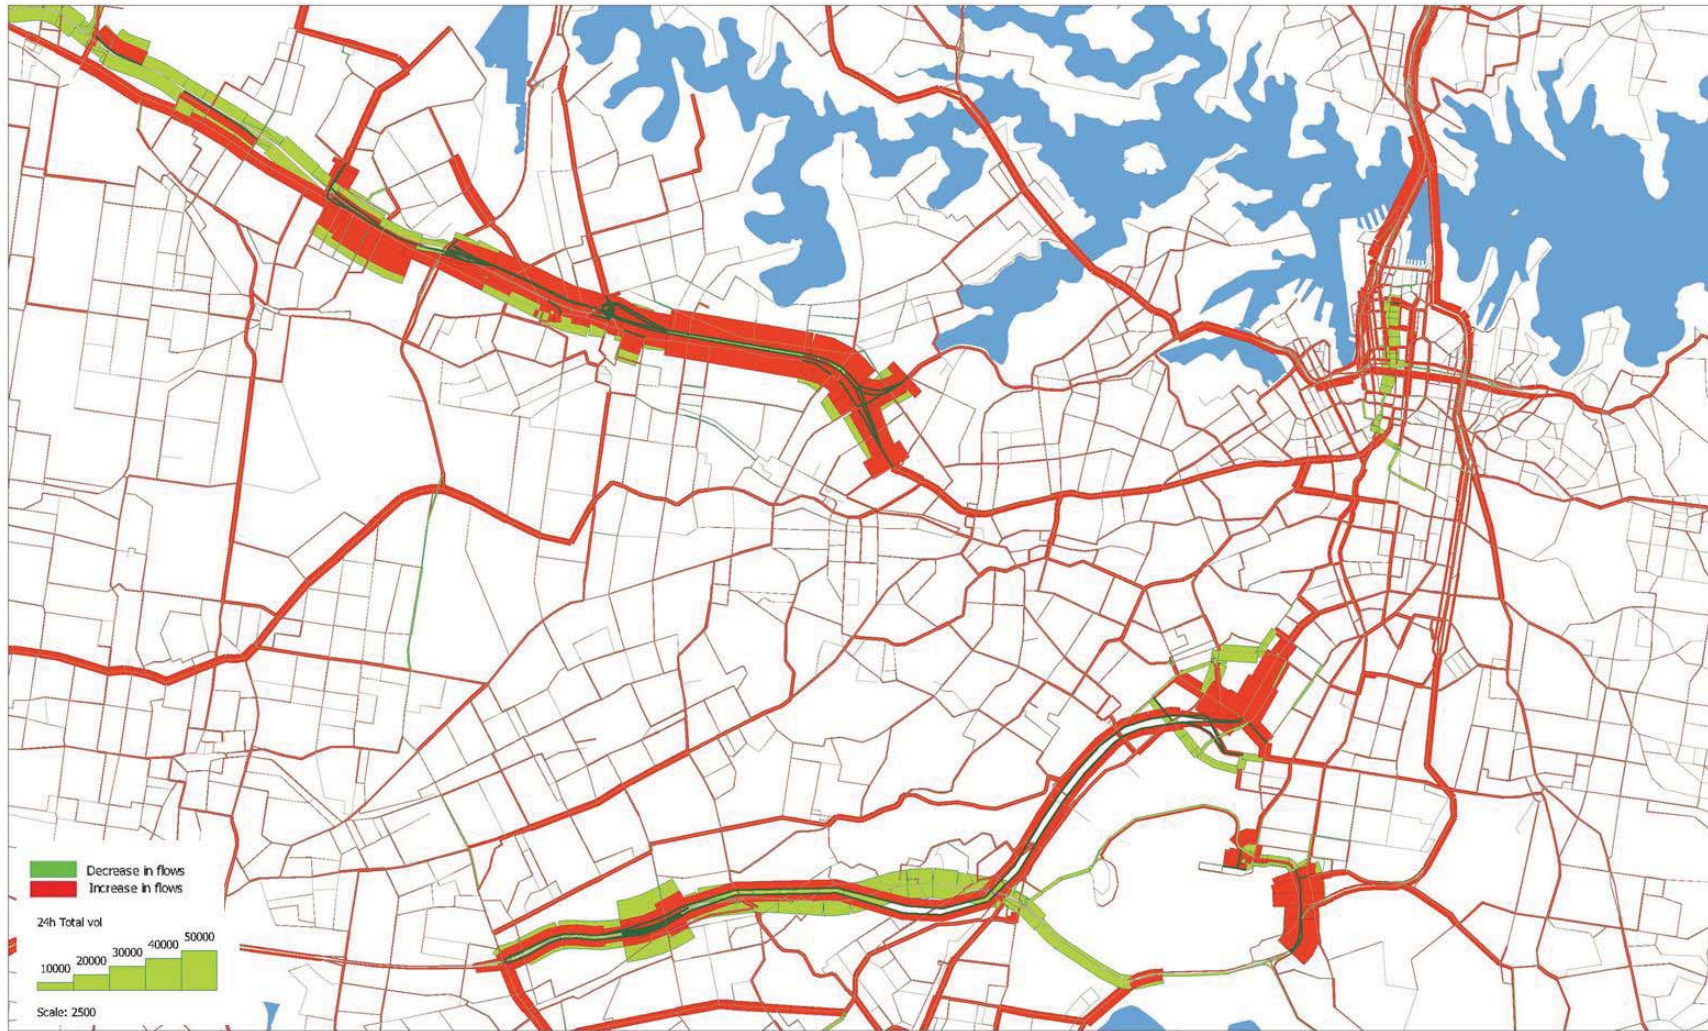 Decrease in flows
Increase in flows
24h Total vol
10000 20000 30000 40000 50000
Scale: 2500